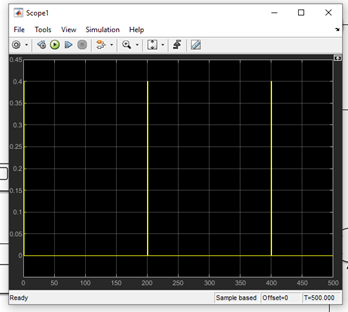 Scope1
File Tools View Simulation Help
0.45
0.4
0.35
0.3
0.25
0.2
0.15
0.1
0.05
0
0 50 100 150 200 250 300 350 400 450 500
Ready Sample based Offset=0 T=500.000